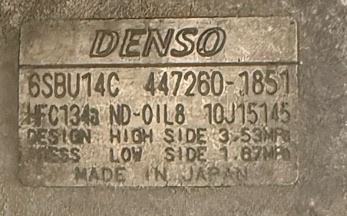 DENSO
6SBU14C 447260-1851
HFC134a ND-OIL8 10J15145
DESIGN HIGH SIDE 3.53MPa
PRESS LOW SIDE 1.67MPa
MADE IN JAPAN